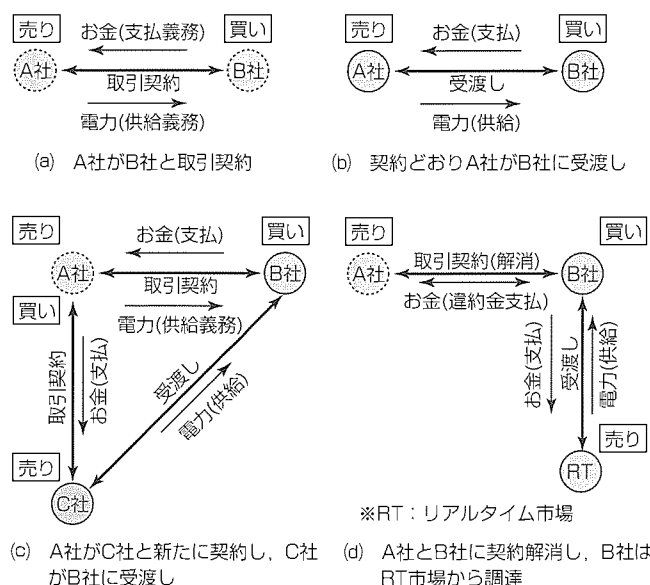 売り
買い
お金(支払義務)
A社
B社
取引契約
電力(供給義務)
(a) A社がB社と取引契約
売り
買い
お金(支払)
A社
B社
受渡し
電力(供給)
(b) 契約どおりA社がB社に受渡し
売り
買い
お金(支払)
A社
B社
取引契約
電力(供給義務)
買い
取引契約
お金(支払)
受渡し
電力(供給)
売り
C社
(c) A社がC社と新たに契約し，C社
がB社に受渡し
売り
買い
取引契約(解消)
A社
B社
お金(違約金支払)
お金(支払)
受渡し
電力(供給)
売り
RT
※RT：リアルタイム市場
(d) A社とB社に契約解消し，B社は
RT市場から調達